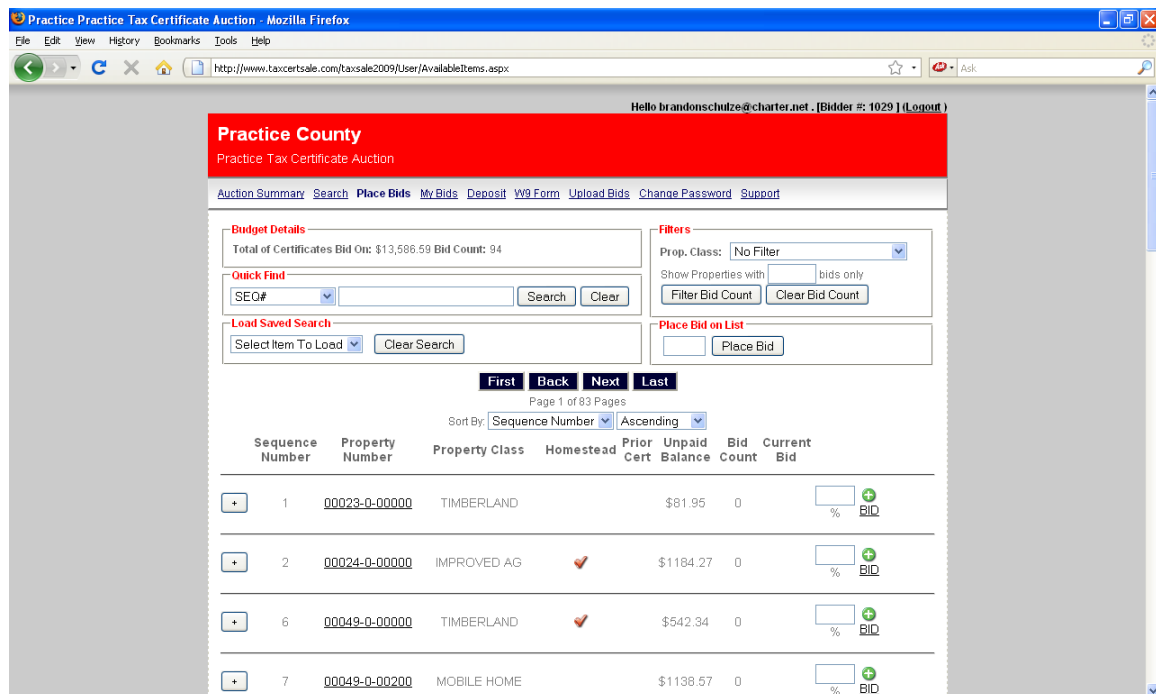 Practice Practice Tax Certificate Auction - Mozilla Firefox
File Edit View History Bookmarks Tools Help
http://www.taxcertsale.com/taxsale2009/User/AvailableItems.aspx Ask
Hello brandonschulze@charter.net . [Bidder #: 1029 ] (Logout )
Practice County
Practice Tax Certificate Auction
Auction Summary Search Place Bids My Bids Deposit W9 Form Upload Bids Change Password Support
Budget Details
Total of Certificates Bid On: $13,586.59 Bid Count: 94
Filters
Prop. Class: No Filter
Show Properties with bids only
Filter Bid Count Clear Bid Count
Quick Find
SEQ# Search Clear
Load Saved Search
Select Item To Load Clear Search
Place Bid on List
Place Bid
First Back Next Last
Page 1 of 83 Pages
Sort By: Sequence Number Ascending
Sequence Number Property Number Property Class Homestead Prior Cert Unpaid Balance Bid Count Current Bid
+ 1 00023-0-00000 TIMBERLAND $81.95 0 % BID
+ 2 00024-0-00000 IMPROVED AG $1184.27 0 % BID
+ 6 00049-0-00000 TIMBERLAND $542.34 0 % BID
+ 7 00049-0-00200 MOBILE HOME $1138.57 0 % BID